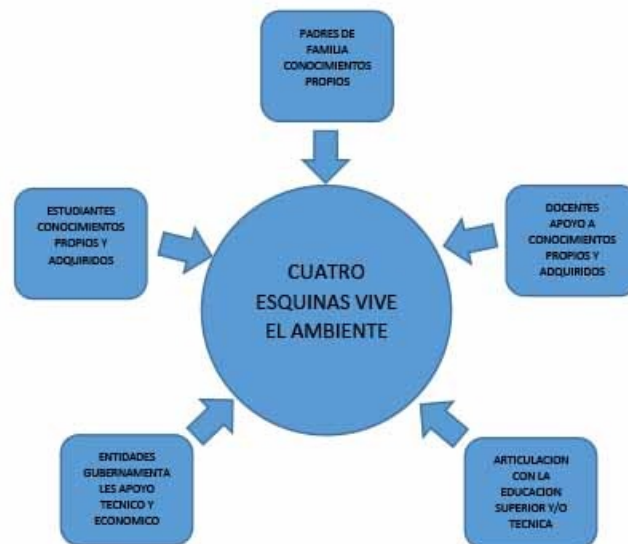 PADRES DE
FAMILIA
CONOCIMIENTOS
PROPIOS
ESTUDIANTES
CONOCIMIENTOS
PROPIOS Y
ADQUIRIDOS
DOCENTES
APOYO A
CONOCIMIENTOS
PROPIOS Y
ADQUIRIDOS
CUATRO
ESQUINAS VIVE
EL AMBIENTE
ENTIDADES
GUBERNAMENTA
LES APOYO
TECNICO Y
ECONOMICO
ARTICULACION
CON LA
EDUCACION
SUPERIOR Y/O
TECNICA